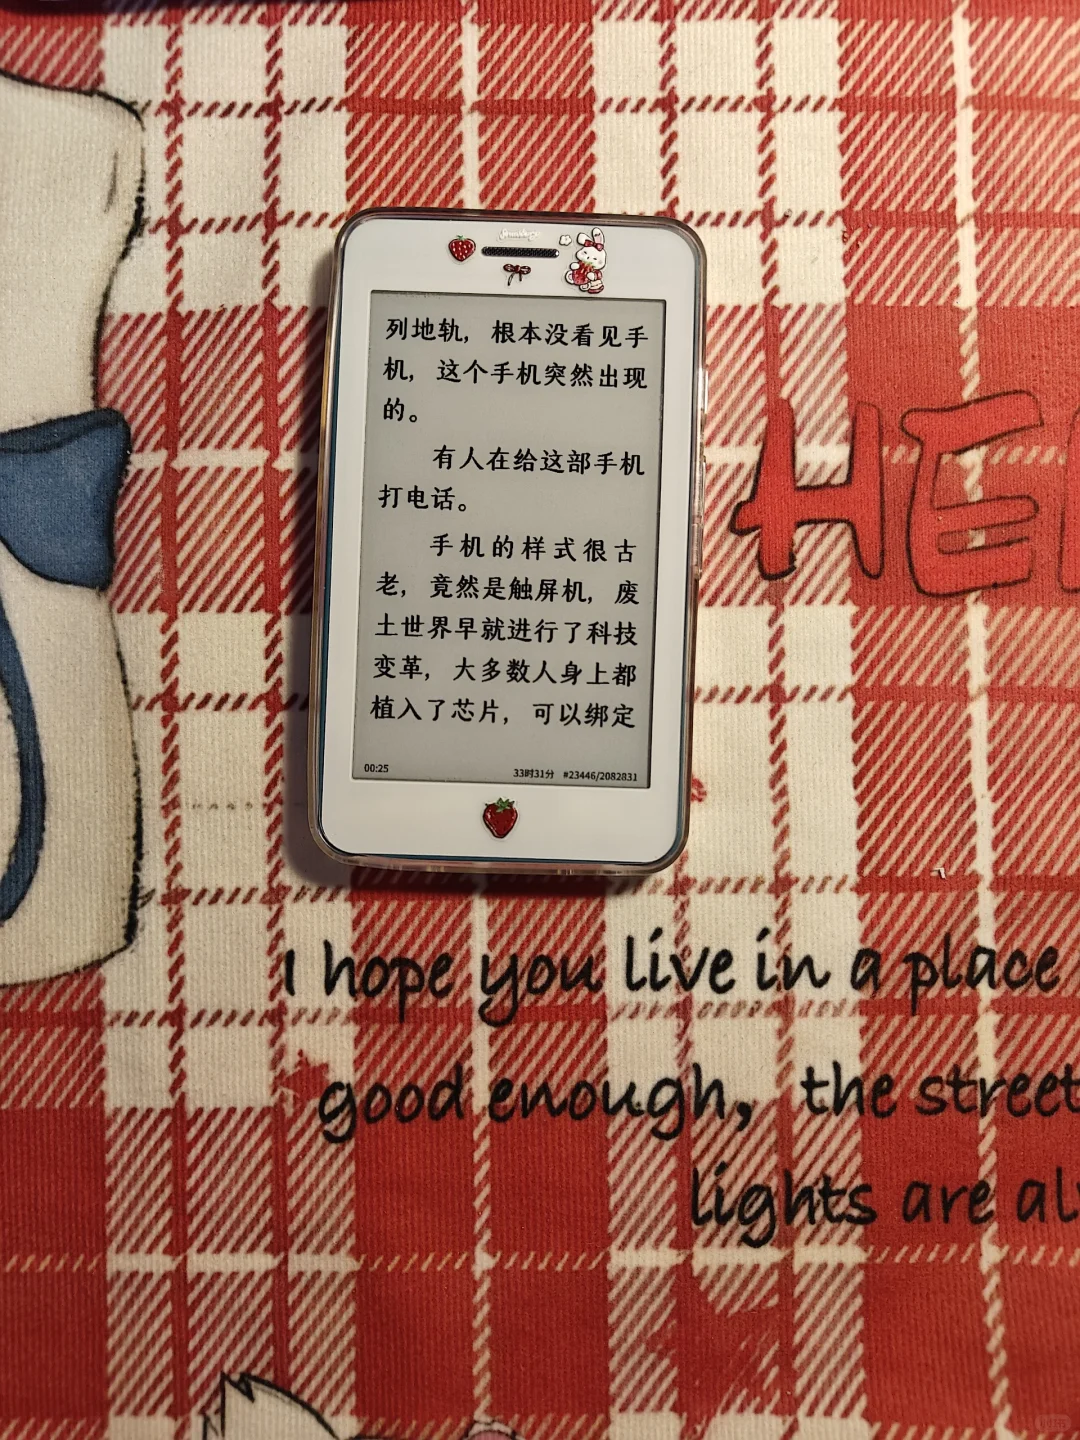 列地轨，根本没看见手
机，这个手机突然出现
的。
有人在给这部手机
打电话。
手机的样式很古
老，竟然是触屏机，废
土世界早就进行了科技
变革，大多数人身上都
植入了芯片，可以绑定
00:25 33时31分 #23446/2082831
HE
I hope you live in a place
good enough, the street
lights are al